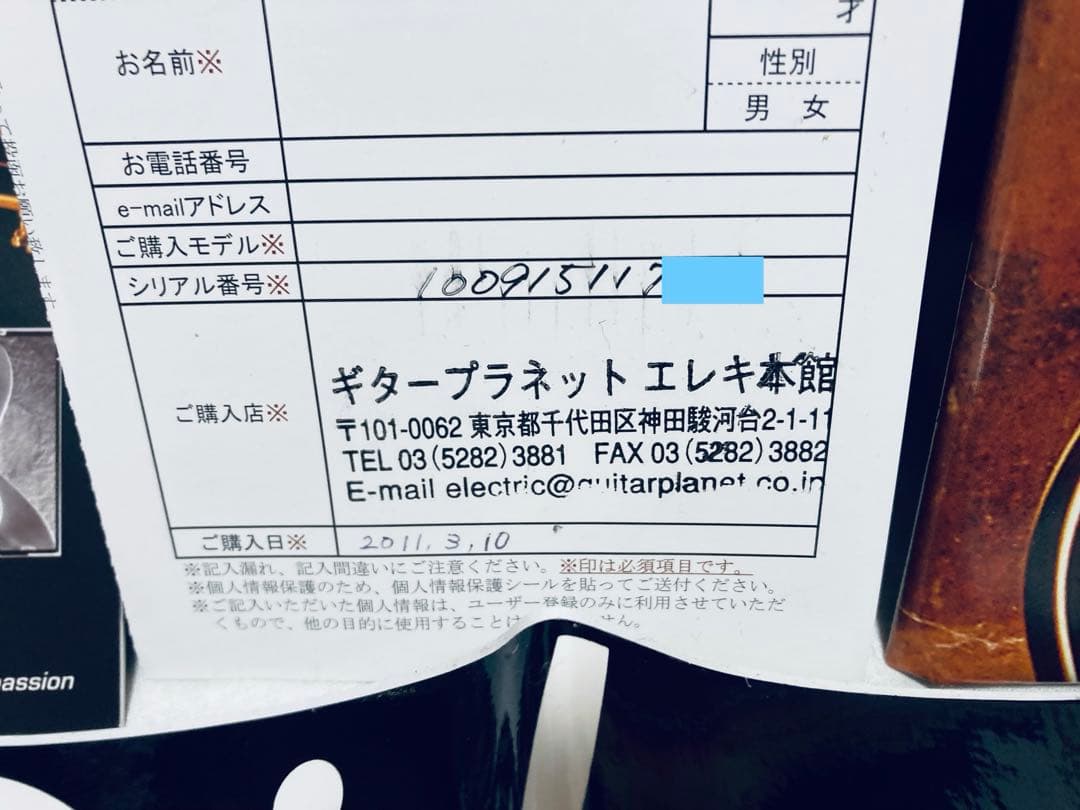 才
お名前※
性別
男 女
お電話番号
e-mailアドレス
ご購入モデル※
シリアル番号※ 100915117
ご購入店※
ギタープラネット エレキ本館
〒101-0062 東京都千代田区神田駿河台2-1-11
TEL 03(5282)3881 FAX 03(5282)3882
E-mail electric@guitarplanet.co.jp
ご購入日※ 2011.3.10
※記入漏れ、記入間違いにご注意ください。※印は必須項目です。
※個人情報保護のため、個人情報保護シールを貼ってご送付ください。
※ご記入いただいた個人情報は、ユーザー登録のみに利用させていただ
くもので、他の目的に使用することは
せん。
assion